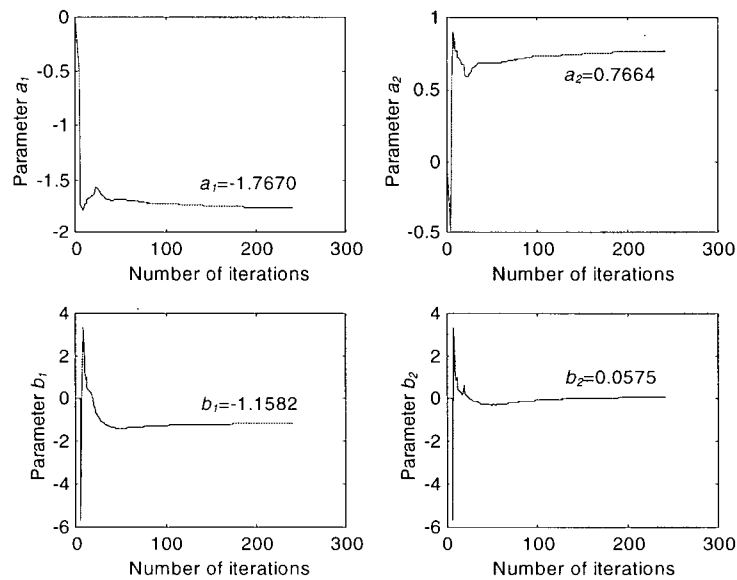 0
-0.5
-1
-1.5
-2
Parameter a1
a1=-1.7670
0 100 200 300
Number of iterations
1
0.5
0
-0.5
Parameter a2
a2=0.7664
0 100 200 300
Number of iterations
4
2
0
-2
-4
-6
Parameter b1
b1=-1.1582
0 100 200 300
Number of iterations
4
2
0
-2
-4
-6
Parameter b2
b2=0.0575
0 100 200 300
Number of iterations